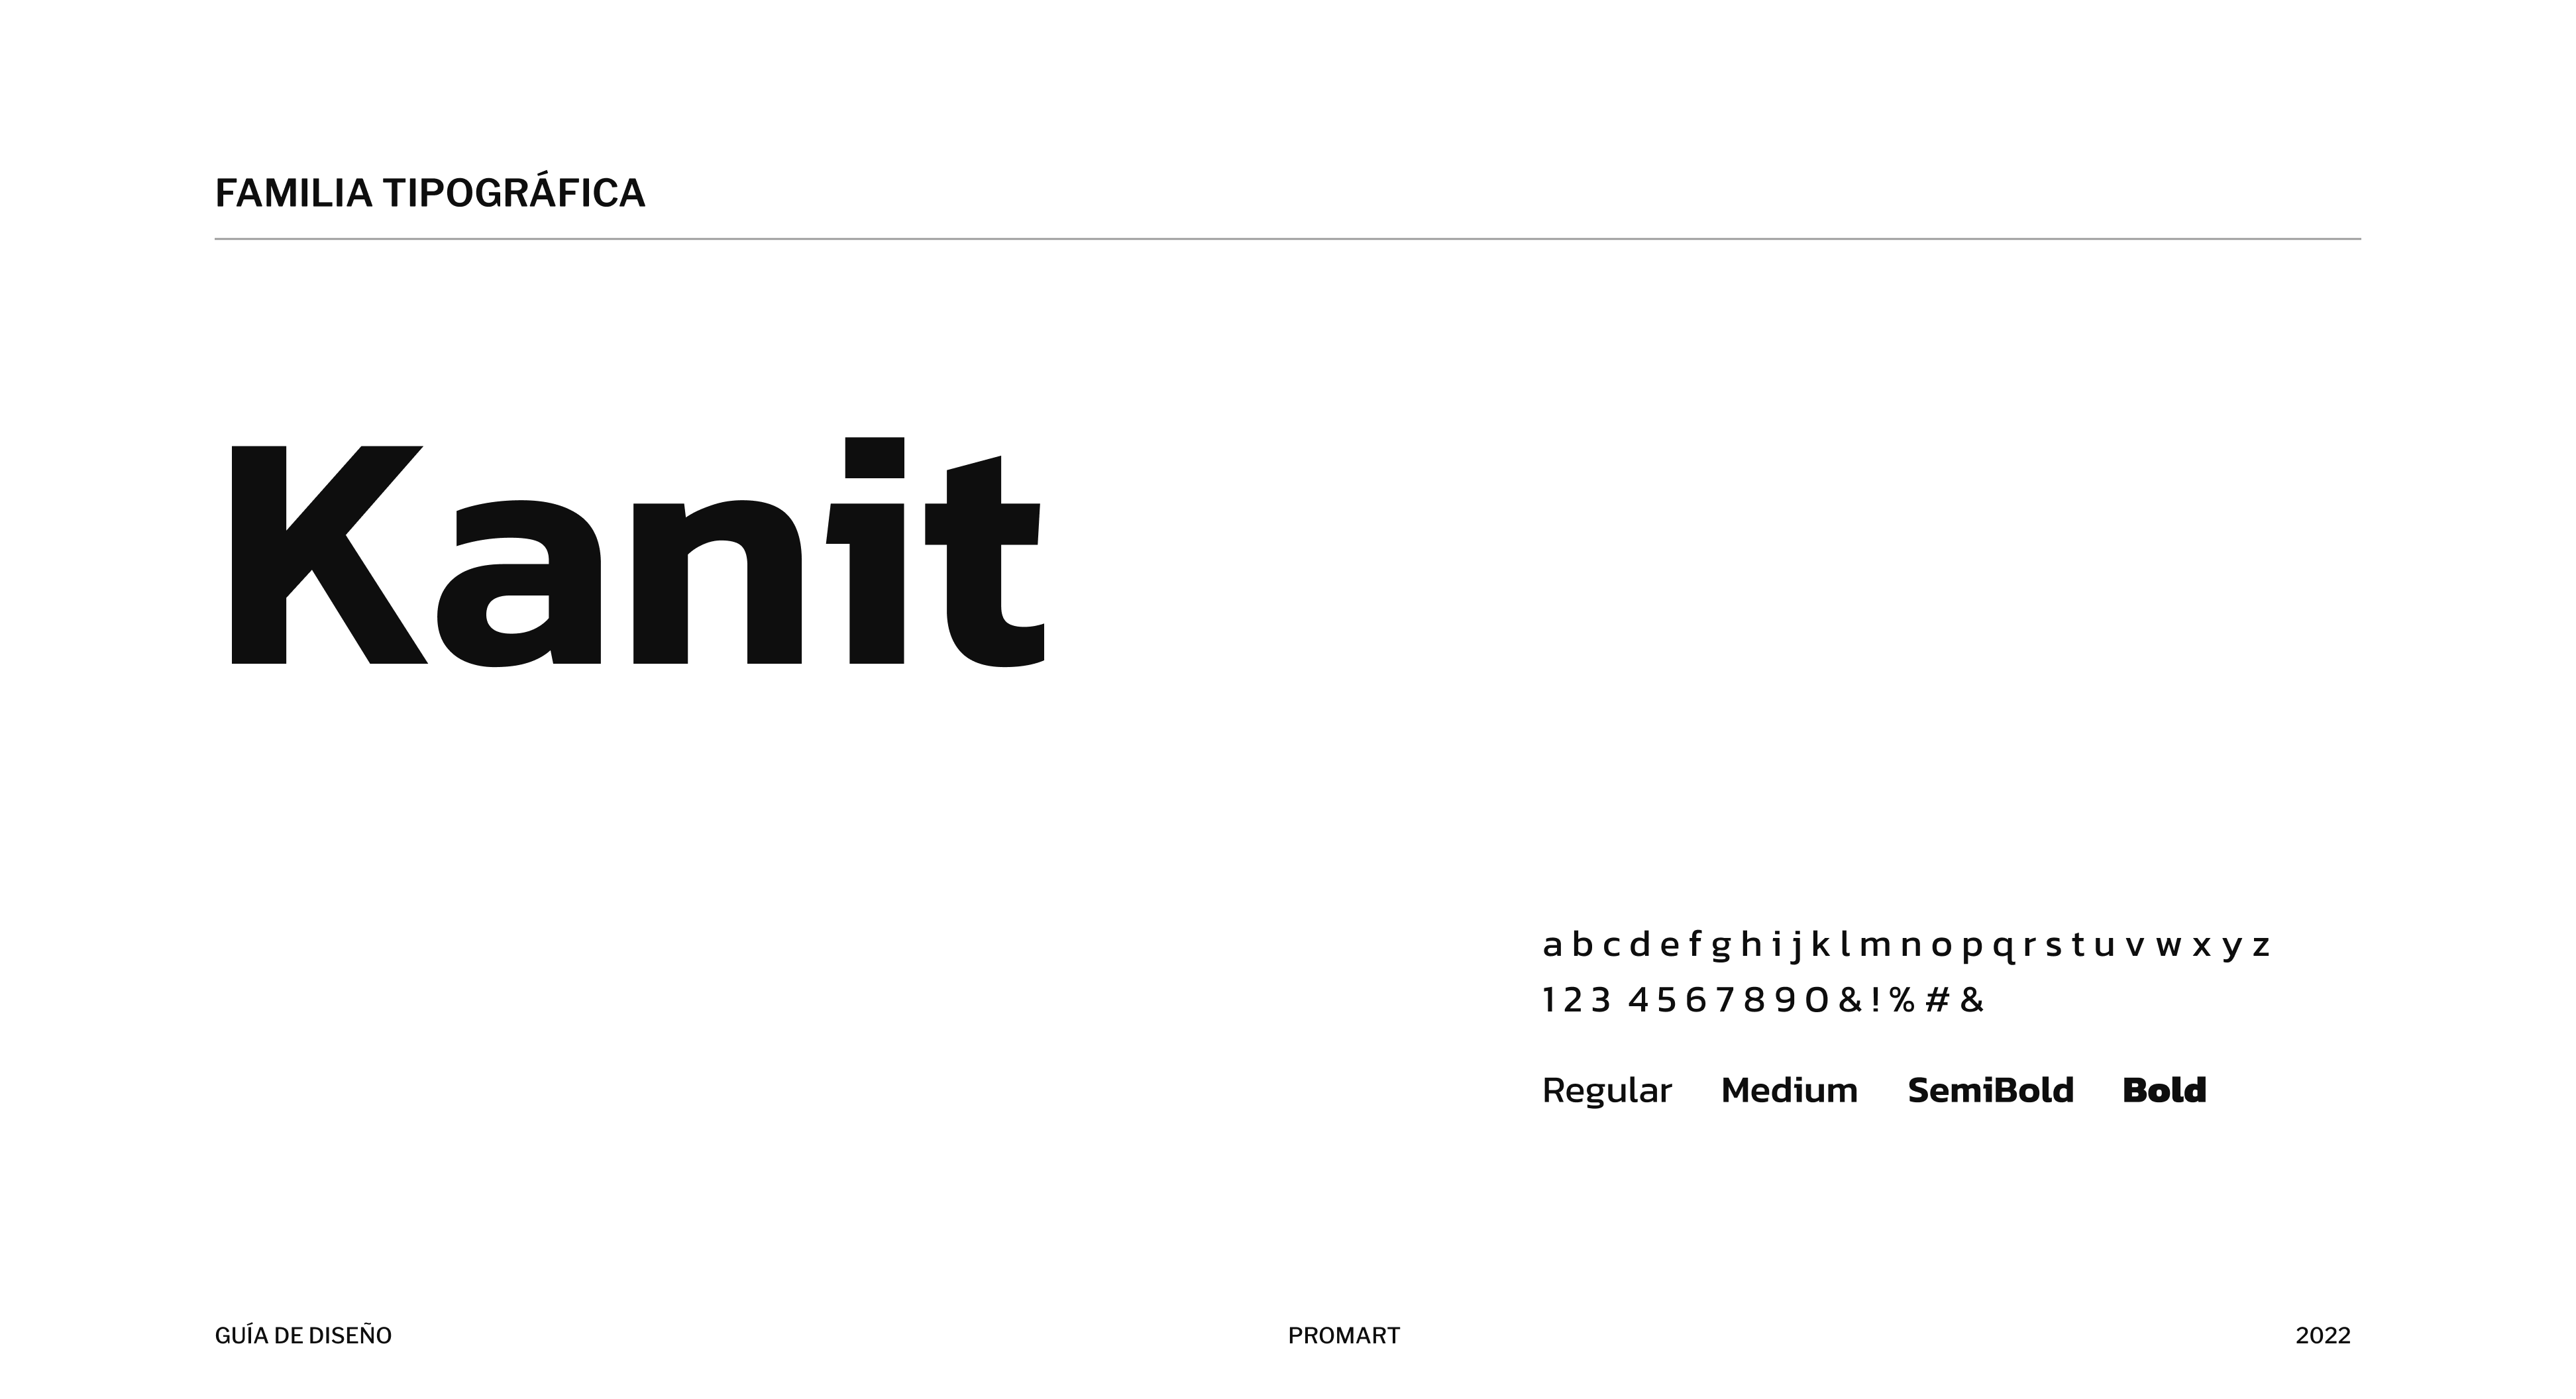 FAMILIA TIPOGRÁFICA
Kanit
a b c d e f g h i j k l m n o p q r s t u v w x y z
1 2 3 4 5 6 7 8 9 0 & ! % # &
Regular Medium SemiBold Bold
GUÍA DE DISEÑO PROMART 2022